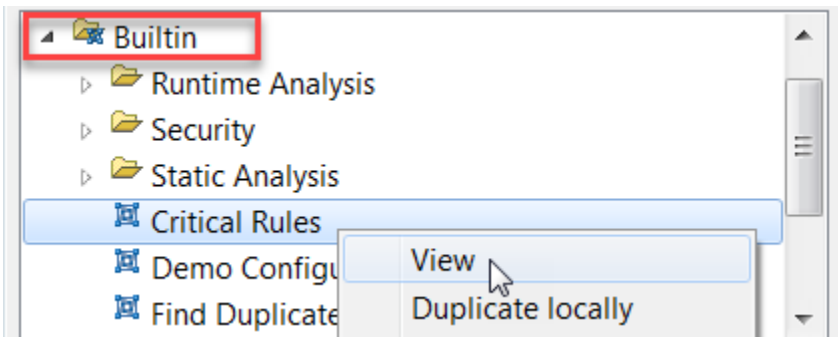 Builtin
Runtime Analysis
Security
Static Analysis
Critical Rules
View
Demo Configu
Duplicate locally
Find Duplicate